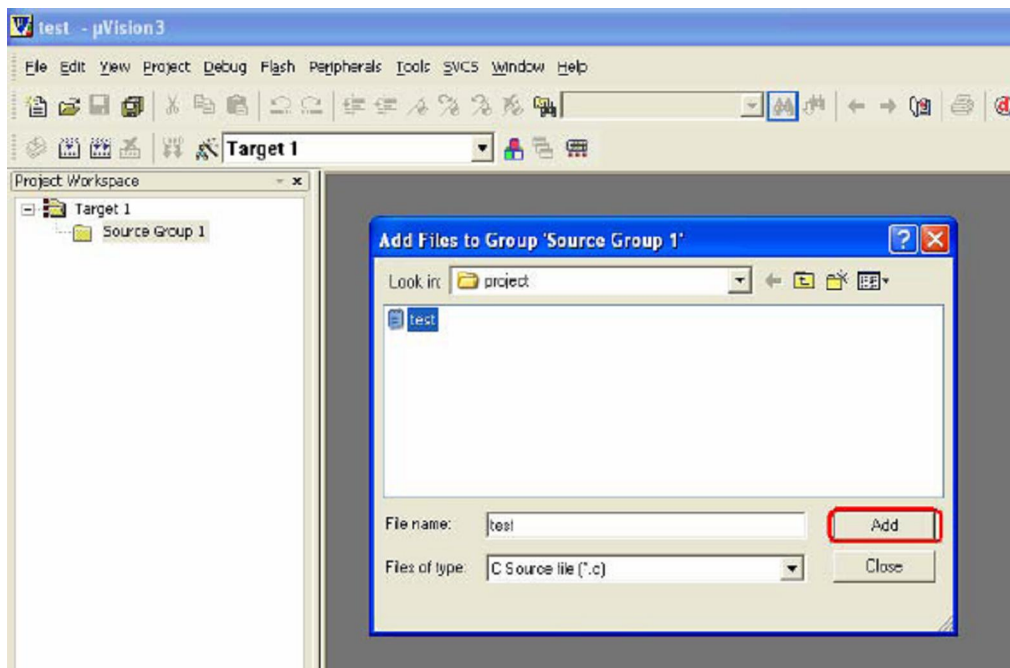 test - µVision3
File Edit View Project Debug Flash Peripherals Tools SVCS Window Help
Target 1
Project Workspace
Target 1
Source Group 1
Add Files to Group 'Source Group 1'
Look in: project
test
File name: test
Add
Files of type: C Source file (*.c)
Close